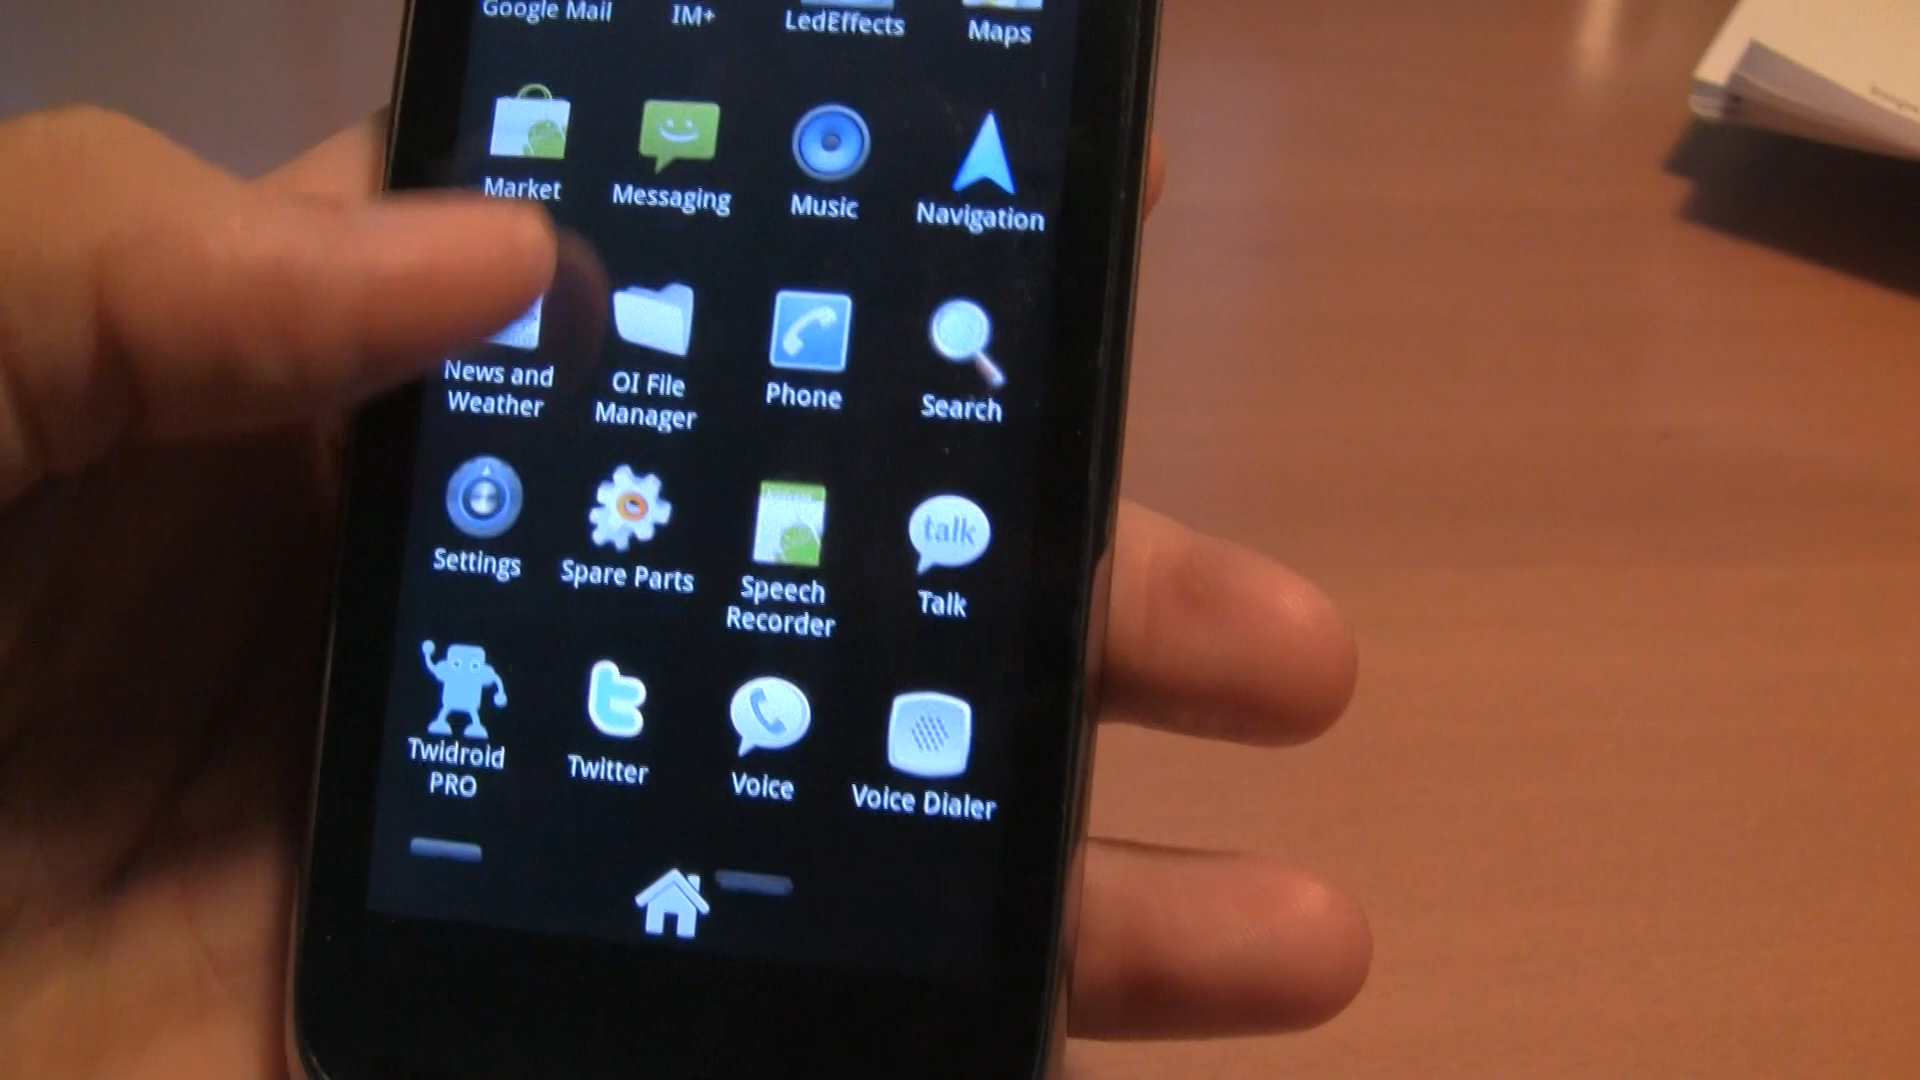 Google Mail
IM+
LedEffects
Maps
Market
Messaging
Music
Navigation
News and
Weather
OI File
Manager
Phone
Search
Settings
Spare Parts
Speech
Recorder
talk
Talk
Twidroid
PRO
Twitter
Voice
Voice Dialer